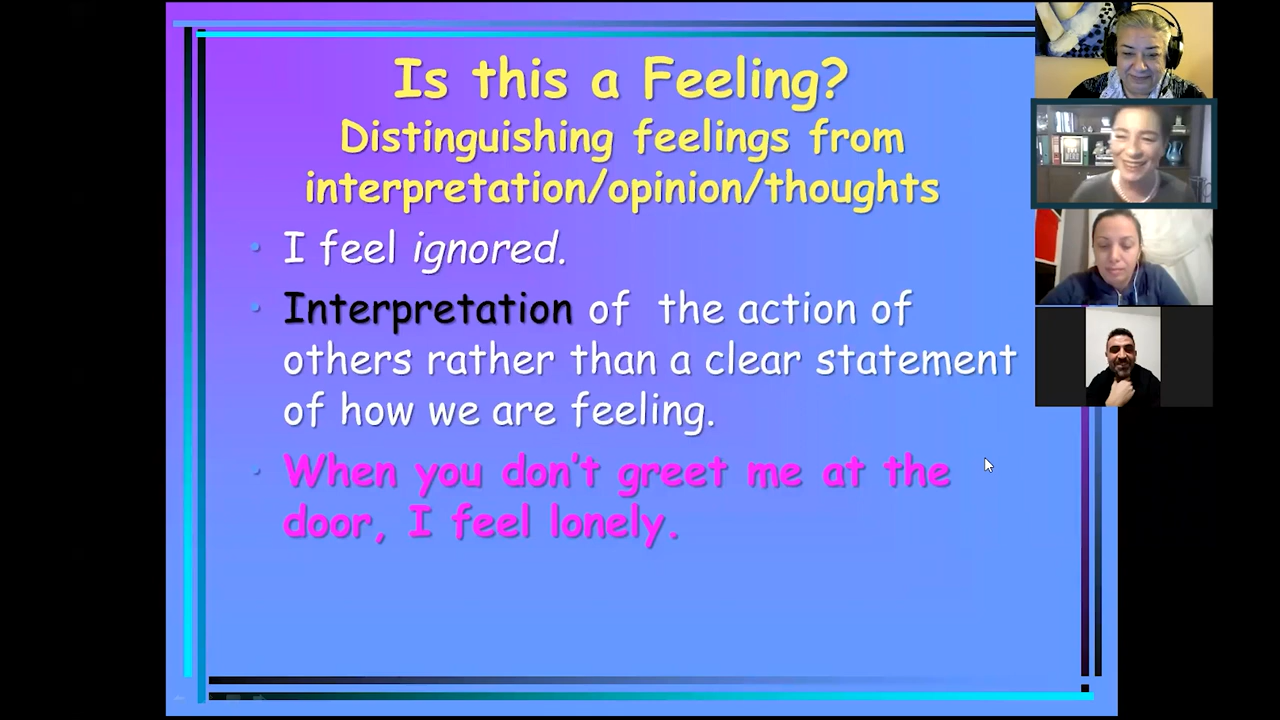 Is this a Feeling?
Distinguishing feelings from
interpretation/opinion/thoughts
• I feel ignored.
• Interpretation of the action of
others rather than a clear statement
of how we are feeling.
• When you don't greet me at the
door, I feel lonely.